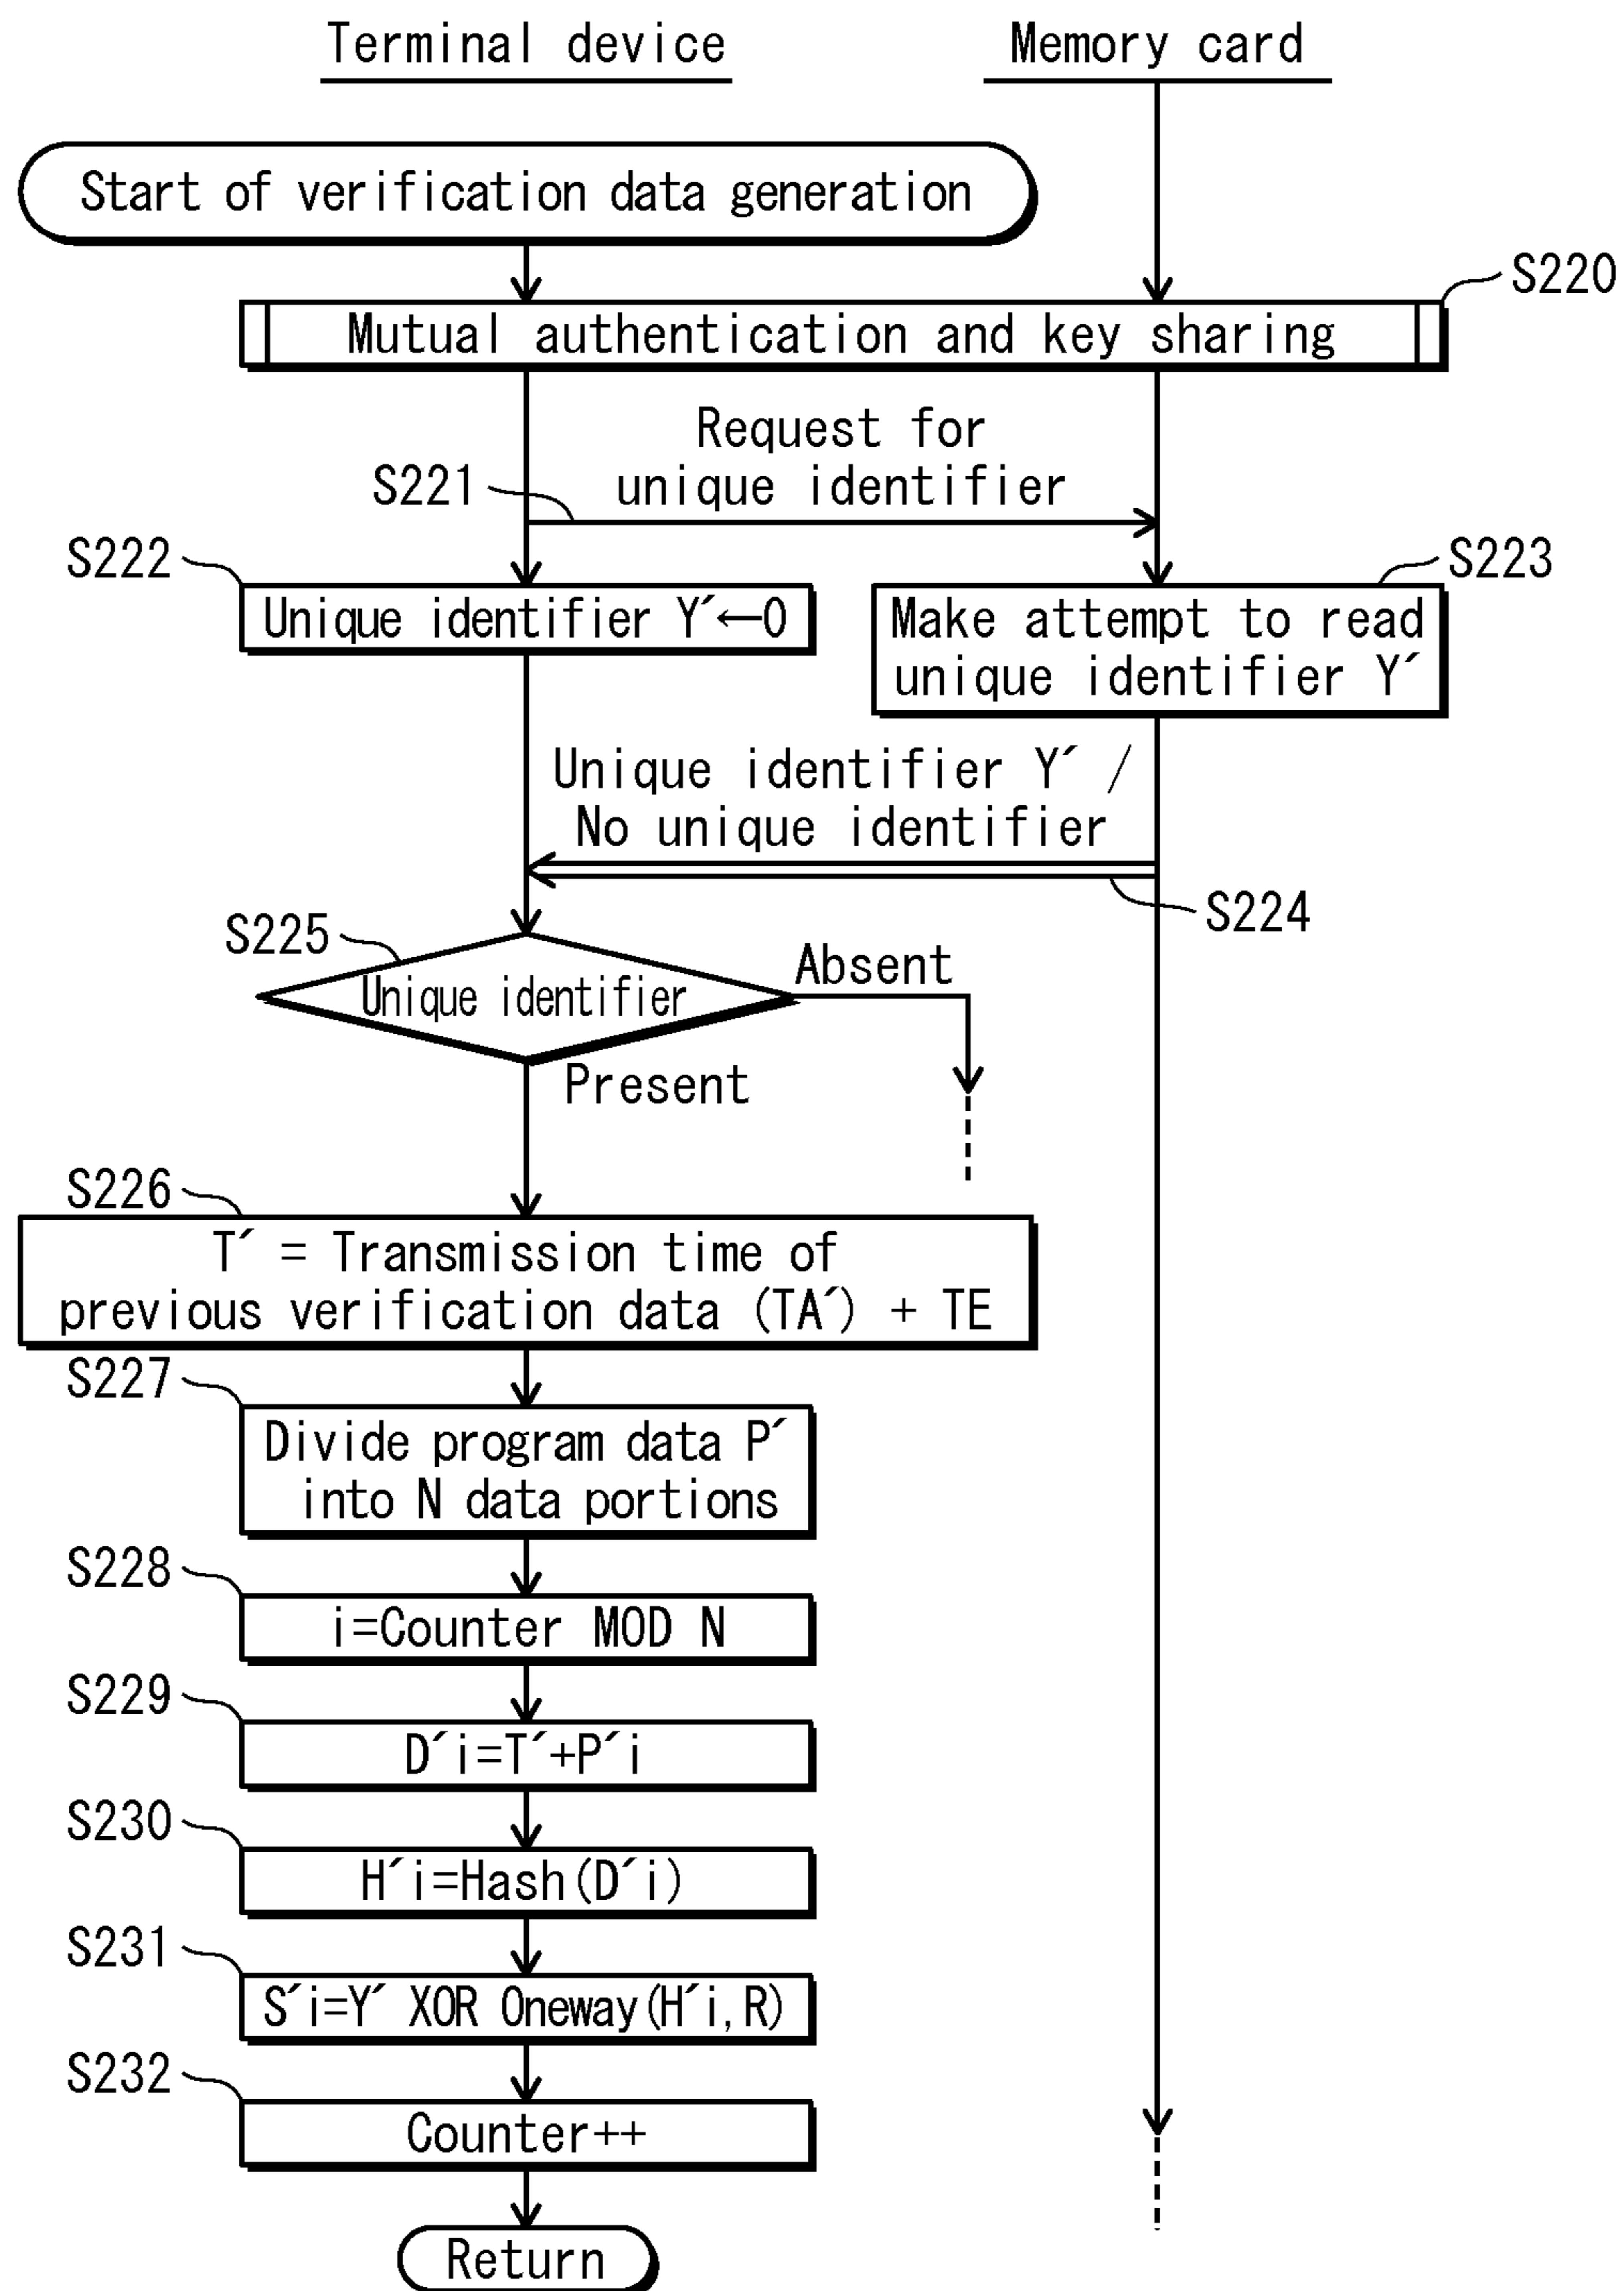 Terminal device
Memory card
Start of verification data generation
S220
Mutual authentication and key sharing
Request for
unique identifier
S221
S222
S223
Unique identifier Y´←0
Make attempt to read
unique identifier Y´
Unique identifier Y´ /
No unique identifier
S224
S225
Absent
Unique identifier
Present
S226
T´ = Transmission time of
previous verification data (TA´) + TE
S227
Divide program data P´
into N data portions
S228
i=Counter MOD N
S229
D´i=T´+P´i
S230
H´i=Hash(D´i)
S231
S´i=Y´ XOR Oneway(H´i,R)
S232
Counter++
Return